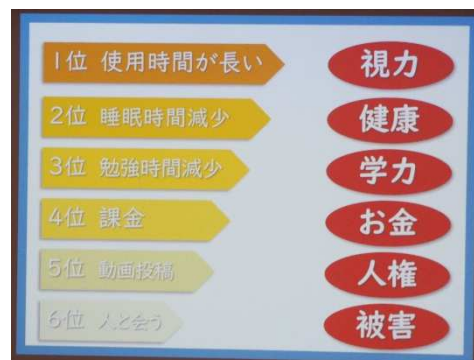 1位 使用時間が長い 視力
2位 睡眠時間減少 健康
3位 勉強時間減少 学力
4位 課金 お金
5位 動画投稿 人権
6位 人と会う 被害